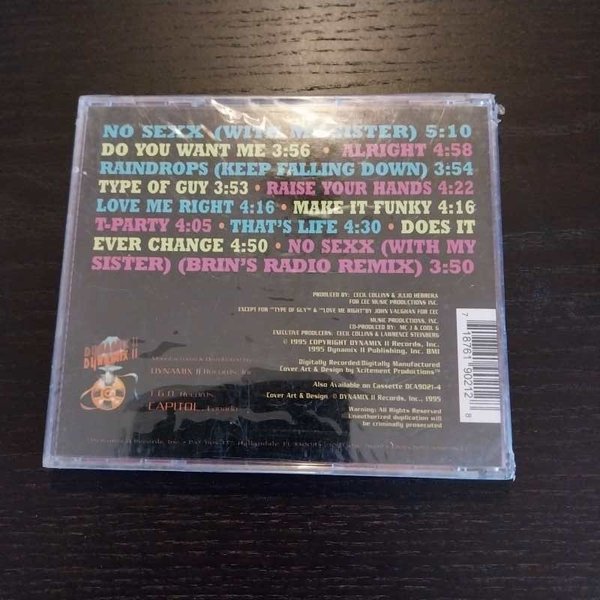 NO SEXX (WITH MY SISTER) 5:10
DO YOU WANT ME 3:56 • ALRIGHT 4:58
RAINDROPS (KEEP FALLING DOWN) 3:54
TYPE OF GUY 3:53 • RAISE YOUR HANDS 4:22
LOVE ME RIGHT 4:16 • MAKE IT FUNKY 4:16
T-PARTY 4:05 • THAT'S LIFE 4:30 • DOES IT
EVER CHANGE 4:50 • NO SEXX (WITH MY
SISTER) (BRIN'S RADIO REMIX) 3:50
PRODUCED BY: CECIL COLLINS & JULIO HERRERA
FOR CEC MUSIC PRODUCTIONS INC.
EXCEPT FOR "TYPE OF GUY" & "LOVE ME RIGHT" BY JOHN VAUGHAN FOR CEC
MUSIC PRODUCTIONS, INC.
CO-PRODUCED BY: MC J & COOL G
EXECUTIVE PRODUCERS: CECIL COLLINS & LAWRENCE STEINBERG
© 1995 COPYRIGHT DYNAMIX II Records, Inc.
1995 Dynamix II Publishing, Inc. BMI
Digitally Recorded/Digitally Manufactured
Cover Art & Design by Xcitement Productions™
Also Available on Cassette DCA9021-4
Cover Art & Design © DYNAMIX II Records, Inc., 1995
Warning: All Rights Reserved
Unauthorized duplication will
be criminally prosecuted
DYNAMIX II
Manufactured & Distributed by
DYNAMIX II Records, Inc.
Records
CAPITOL, Canada
7 18761 90212 8